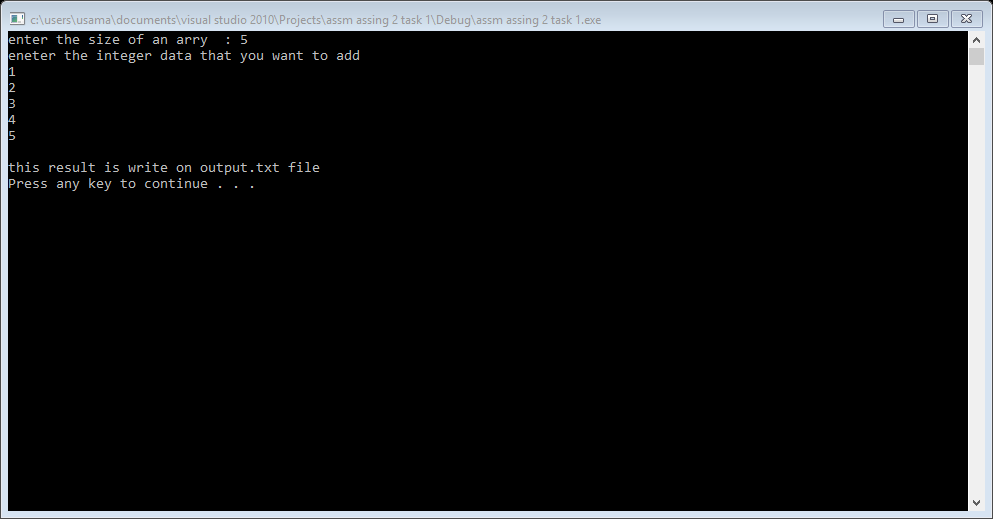 c:\users\usama\documents\visual studio 2010\Projects\assm assing 2 task 1\Debug\assm assing 2 task 1.exe
enter the size of an arry  : 5
eneter the integer data that you want to add
1
2
3
4
5
this result is write on output.txt file
Press any key to continue . . .